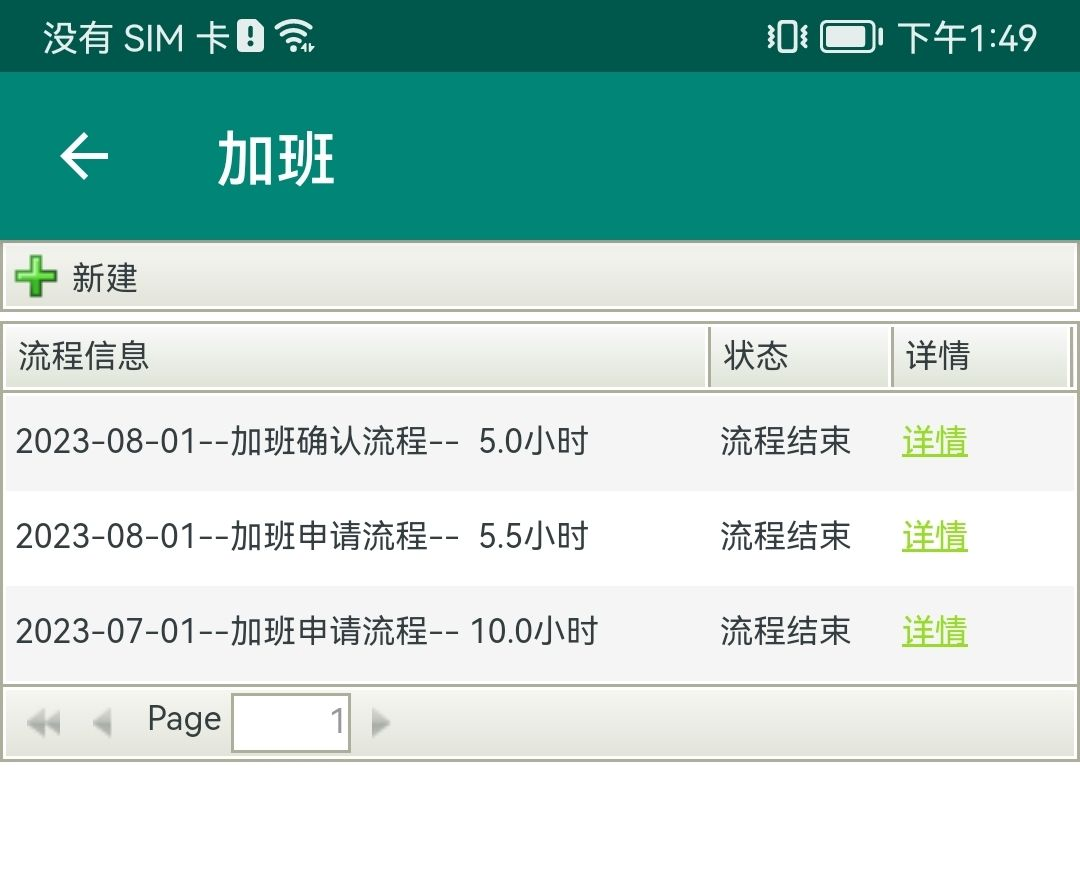 没有 SIM 卡 下午1:49
加班
新建
流程信息 状态 详情
2023-08-01--加班确认流程-- 5.0小时 流程结束 详情
2023-08-01--加班申请流程-- 5.5小时 流程结束 详情
2023-07-01--加班申请流程-- 10.0小时 流程结束 详情
Page 1